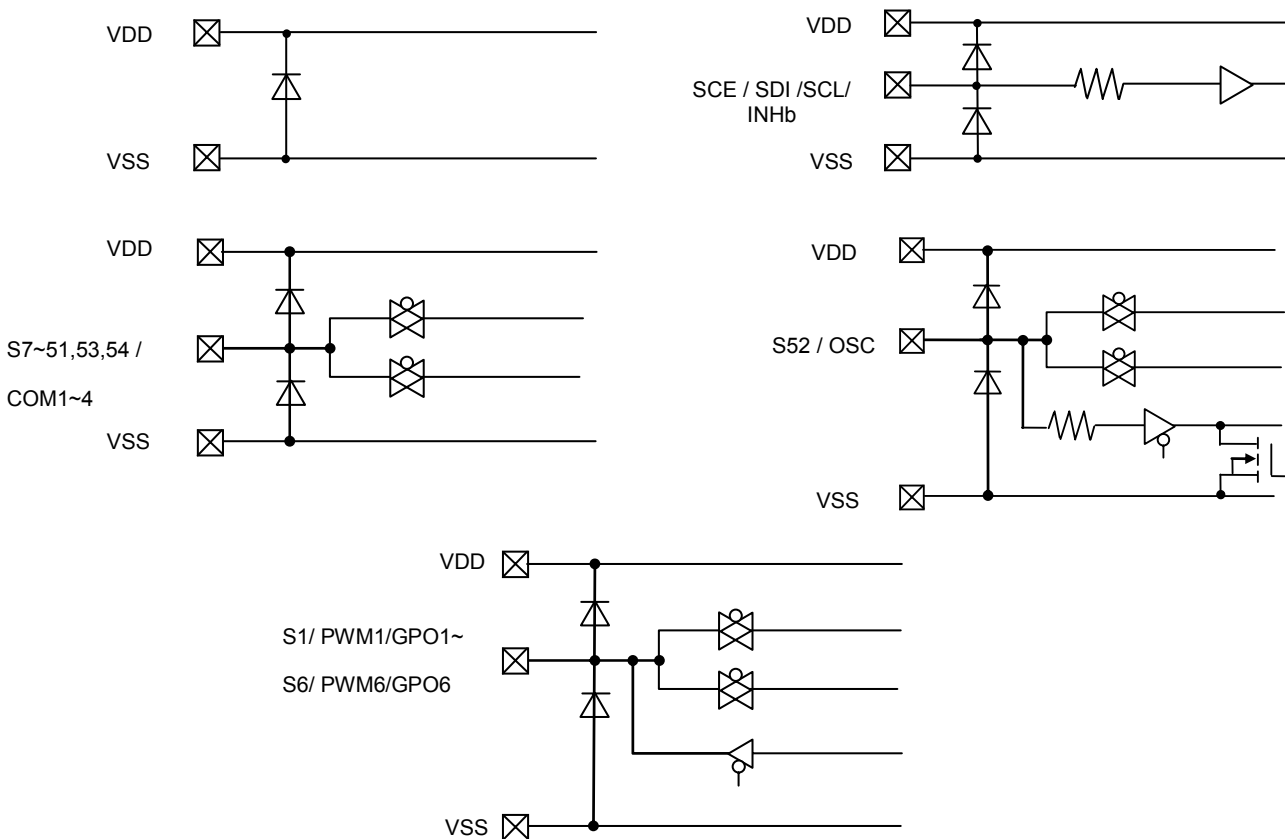 VDD
VSS
VDD
SCE / SDI /SCL/
INHb
VSS
VDD
S7~51,53,54 /
COM1~4
VSS
VDD
S52 / OSC
VSS
VDD
S1/ PWM1/GPO1~
S6/ PWM6/GPO6
VSS